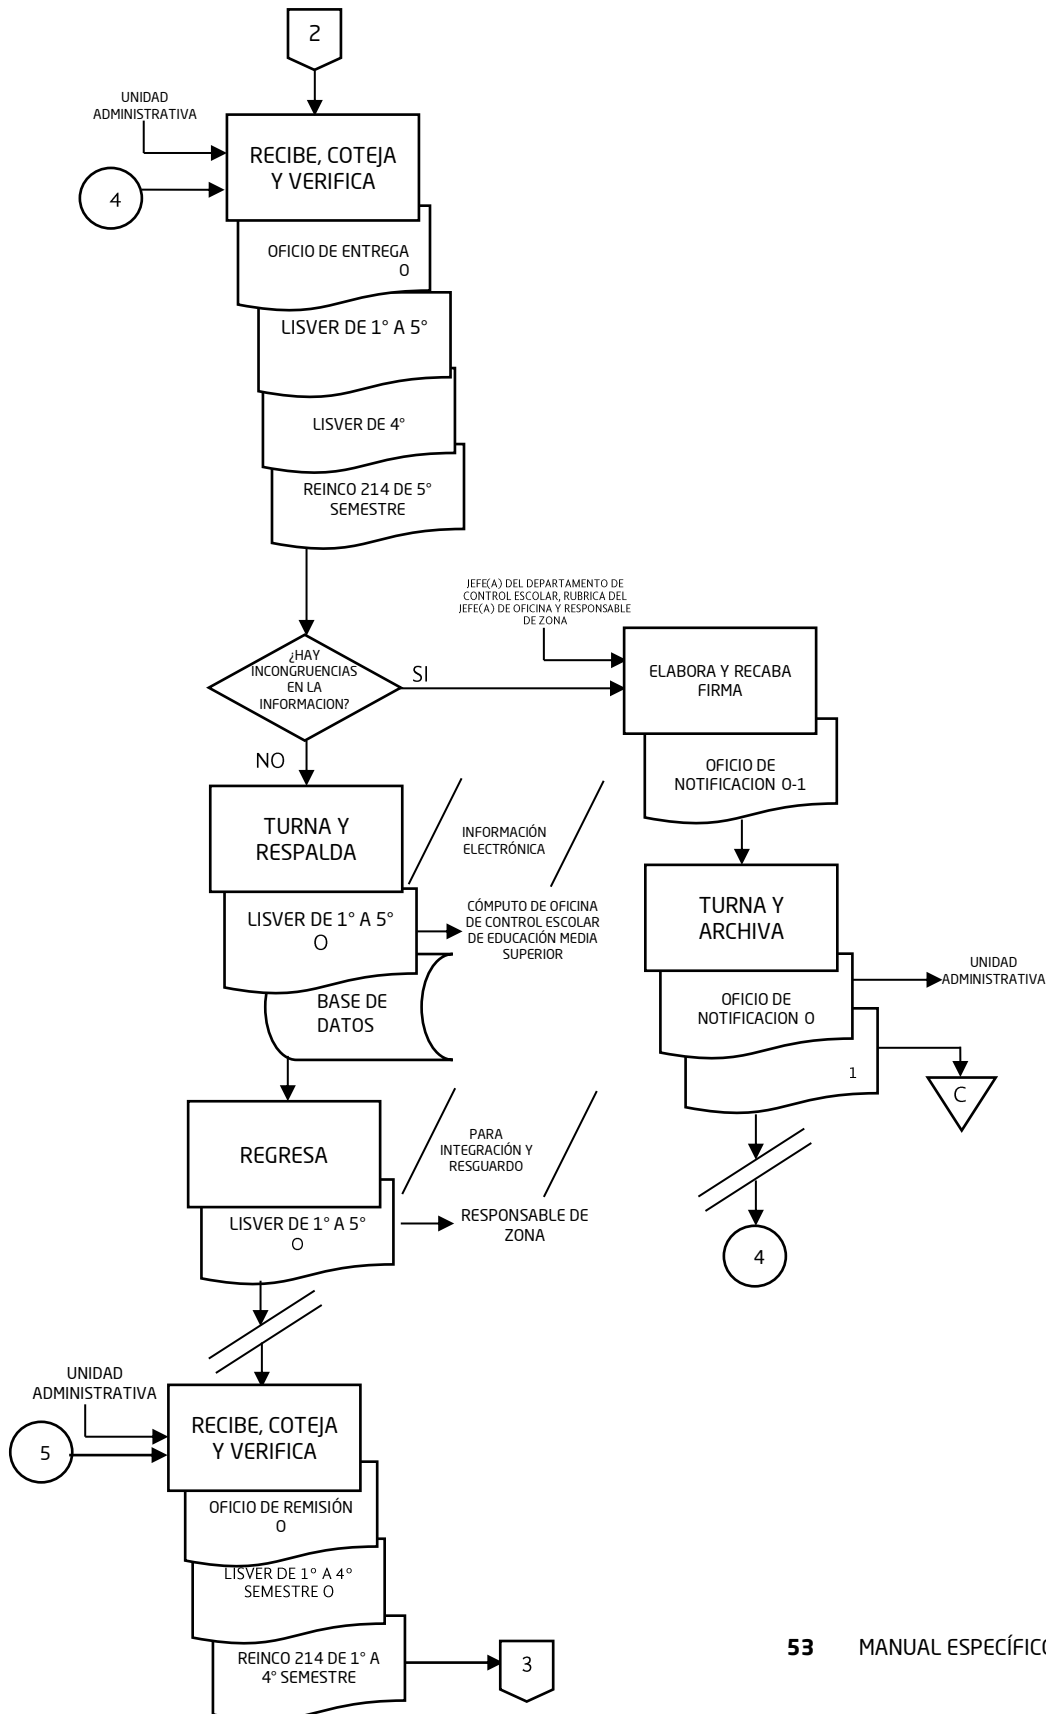 2
UNIDAD
ADMINISTRATIVA
RECIBE, COTEJA
Y VERIFICA
4
OFICIO DE ENTREGA
O
LISVER DE 1° A 5°
LISVER DE 4°
REINCO 214 DE 5°
SEMESTRE
JEFE(A) DEL DEPARTAMENTO DE
CONTROL ESCOLAR, RUBRICA DEL
JEFE(A) DE OFICINA Y RESPONSABLE
DE ZONA
¿HAY
INCONGRUENCIAS
EN LA
INFORMACION?
SI
ELABORA Y RECABA
FIRMA
NO
OFICIO DE
NOTIFICACION O-1
TURNA Y
RESPALDA
INFORMACIÓN
ELECTRÓNICA
LISVER DE 1° A 5°
O
CÓMPUTO DE OFICINA
DE CONTROL ESCOLAR
DE EDUCACIÓN MEDIA
SUPERIOR
TURNA Y
ARCHIVA
BASE DE
DATOS
OFICIO DE
NOTIFICACION O
UNIDAD
ADMINISTRATIVA
1
C
REGRESA
PARA
INTEGRACIÓN Y
RESGUARDO
LISVER DE 1° A 5°
O
RESPONSABLE DE
ZONA
4
UNIDAD
ADMINISTRATIVA
RECIBE, COTEJA
Y VERIFICA
5
OFICIO DE REMISIÓN
O
LISVER DE 1° A 4°
SEMESTRE O
REINCO 214 DE 1° A
4° SEMESTRE
3
53 MANUAL ESPECÍFICO